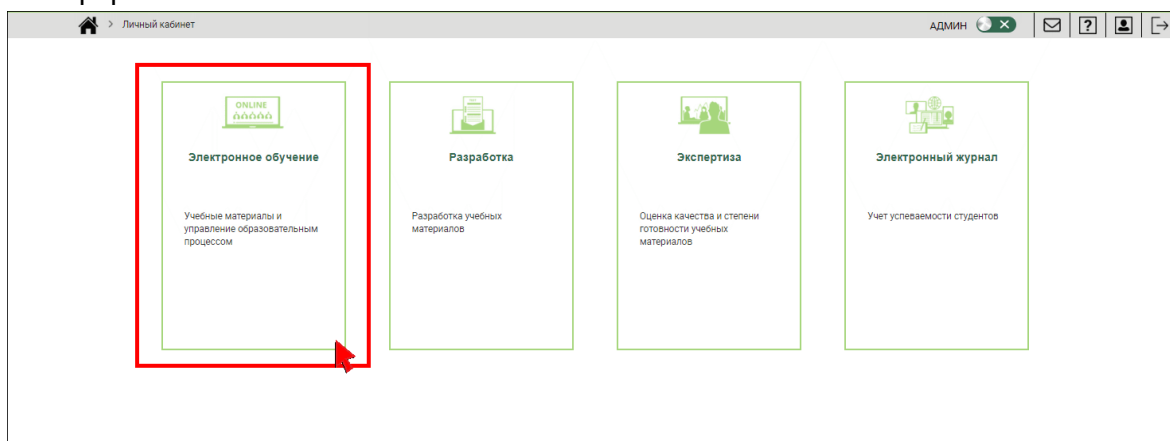 Личный кабинет
АДМИН
ONLINE
Электронное обучение
Учебные материалы и
управление образовательным
процессом
Разработка
Разработка учебных
материалов
Экспертиза
Оценка качества и степени
готовности учебных
материалов
Электронный журнал
Учет успеваемости студентов